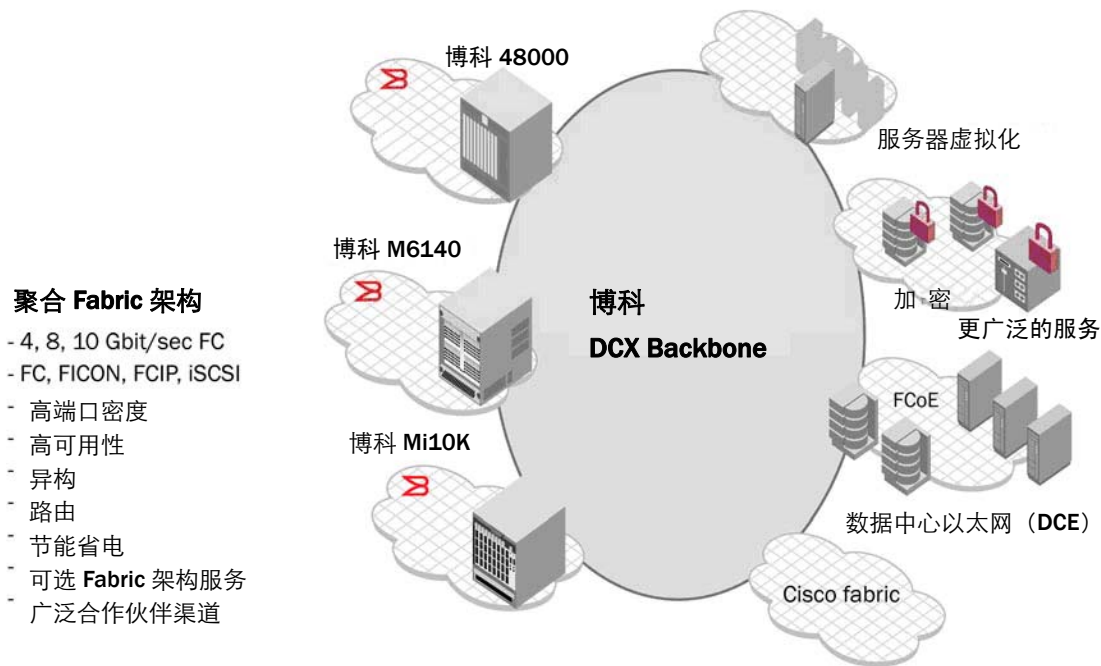 聚合 Fabric 架构
- 4, 8, 10 Gbit/sec FC
- FC, FICON, FCIP, iSCSI
- 高端口密度
- 高可用性
- 异构
- 路由
- 节能省电
- 可选 Fabric 架构服务
- 广泛合作伙伴渠道
博科 48000
博科 M6140
博科 Mi10K
博科
DCX Backbone
服务器虚拟化
加 密
更广泛的服务
FCoE
数据中心以太网（DCE）
Cisco fabric